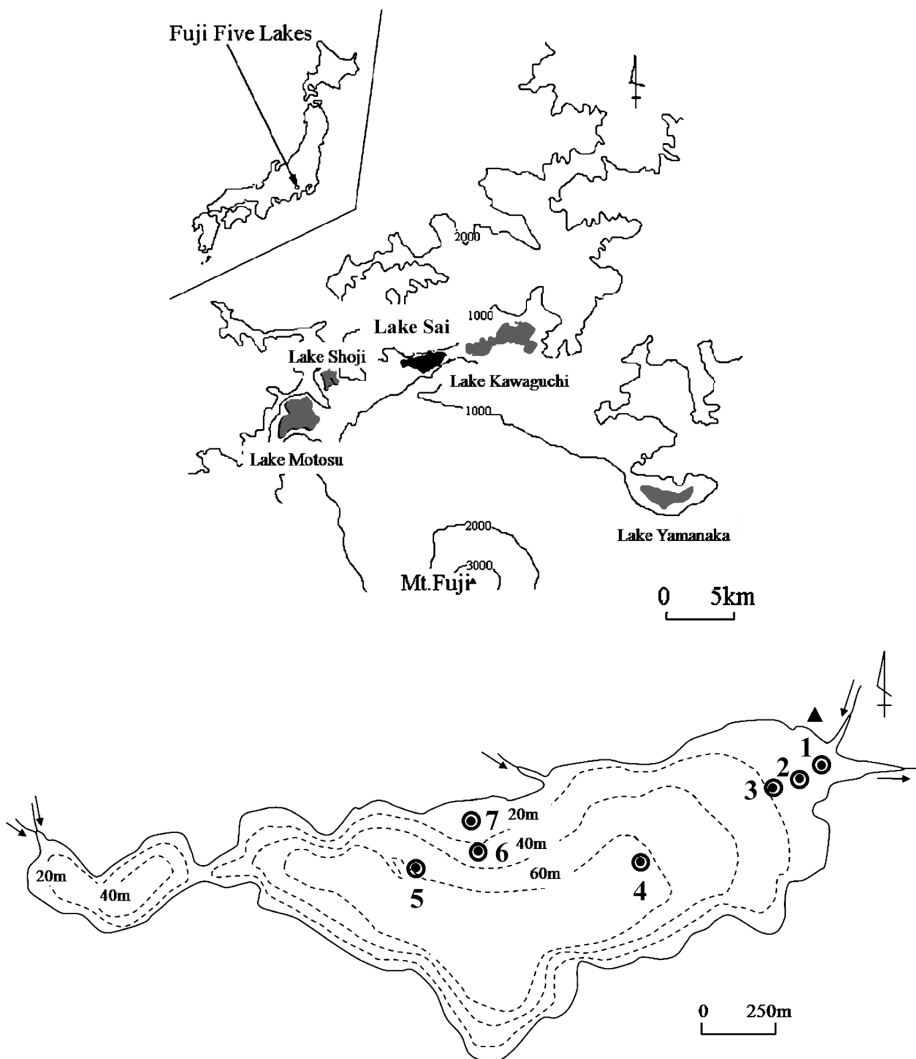 Fuji Five Lakes
2000
1000
Lake Sai
Lake Shoji
Lake Kawaguchi
1000
Lake Motosu
2000
Lake Yamanaka
3000
Mt.Fuji
0 5km
1
2
3
20m
7
40m
6
60m
5
4
20m
40m
0 250m